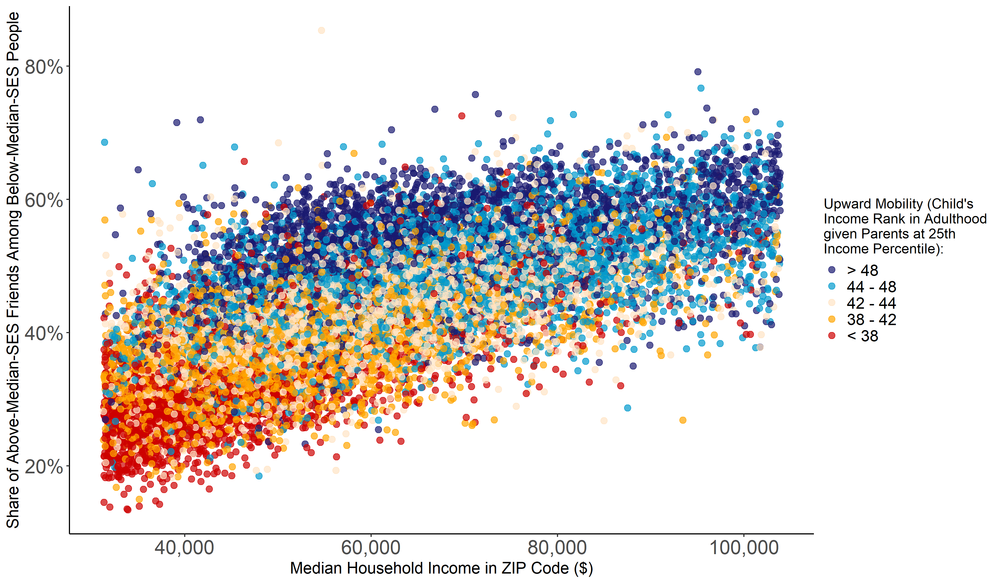 Share of Above-Median-SES Friends Among Below-Median-SES People
80%
60%
40%
20%
40,000
60,000
80,000
100,000
Median Household Income in ZIP Code ($)
Upward Mobility (Child's
Income Rank in Adulthood
given Parents at 25th
Income Percentile):
> 48
44 - 48
42 - 44
38 - 42
< 38